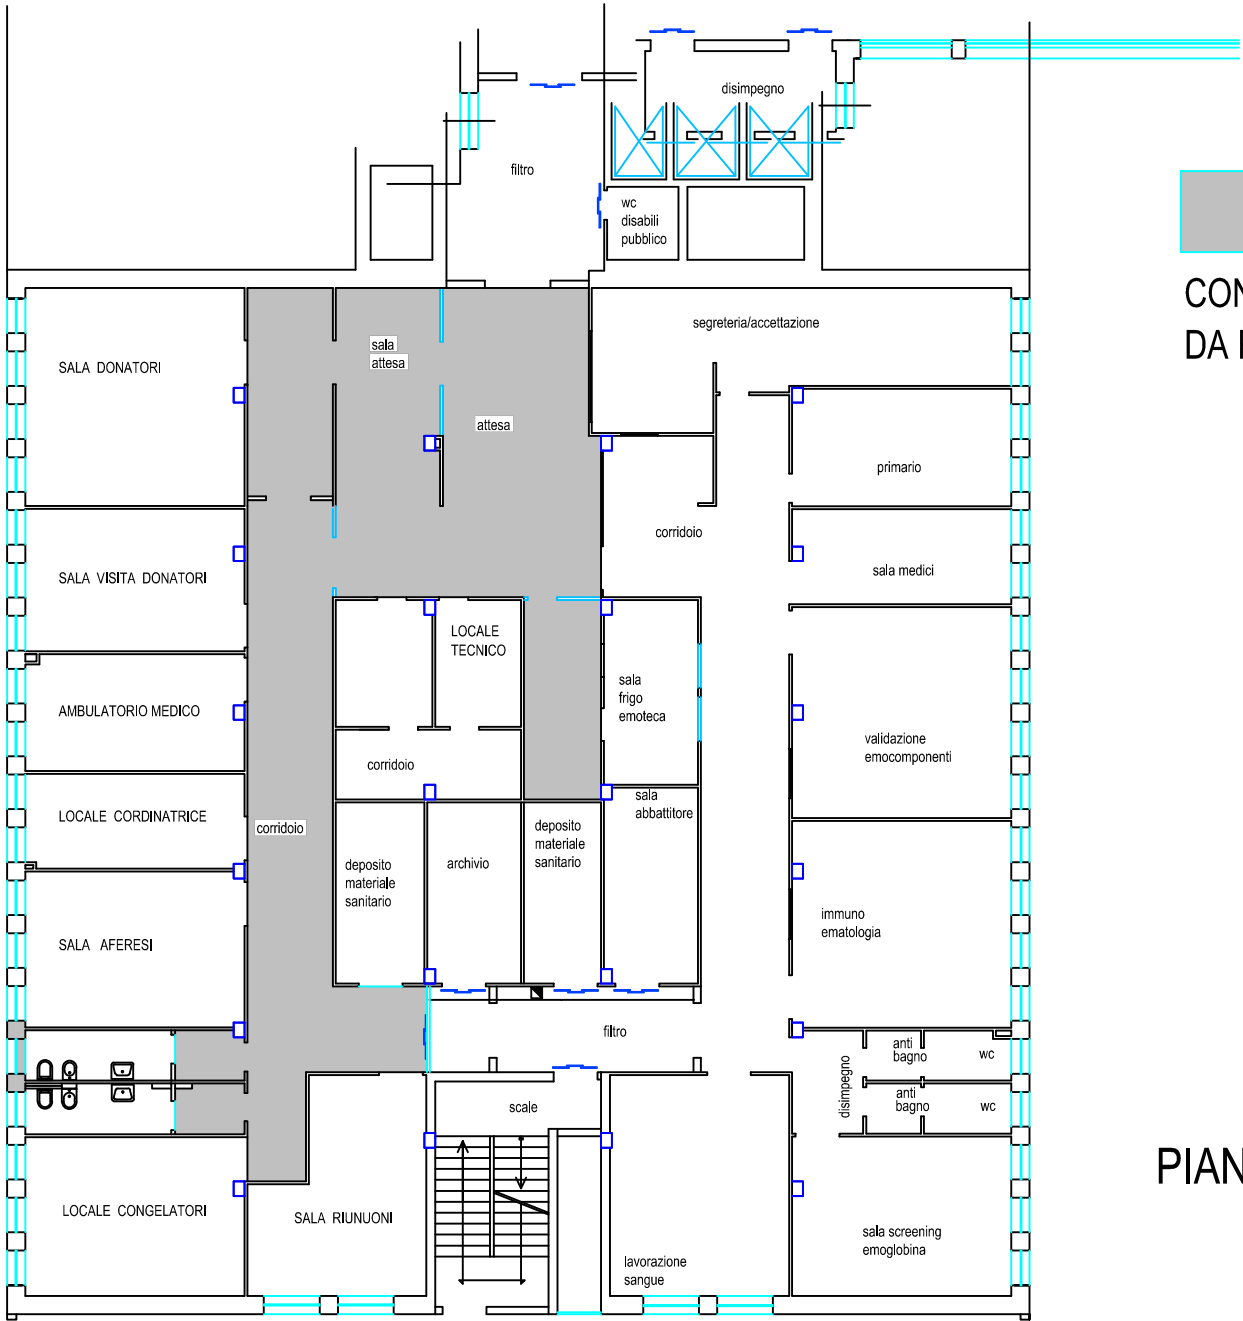 disimpegno
filtro
wc
disabili
pubblico
CON
DA
segreteria/accettazione
sala
attesa
SALA DONATORI
attesa
primario
corridoio
sala medici
SALA VISITA DONATORI
LOCALE
TECNICO
sala
frigo
emoteca
AMBULATORIO MEDICO
validazione
emocomponenti
corridoio
sala
abbattitore
LOCALE CORDINATRICE
corridoio
deposito
materiale
sanitario
deposito
materiale
sanitario
archivio
immuno
ematologia
SALA AFERESI
filtro
anti
bagno
wc
disimpegno
anti
bagno
wc
scale
PIAN
LOCALE CONGELATORI
SALA RIUNUONI
sala screening
emoglobina
lavorazione
sangue